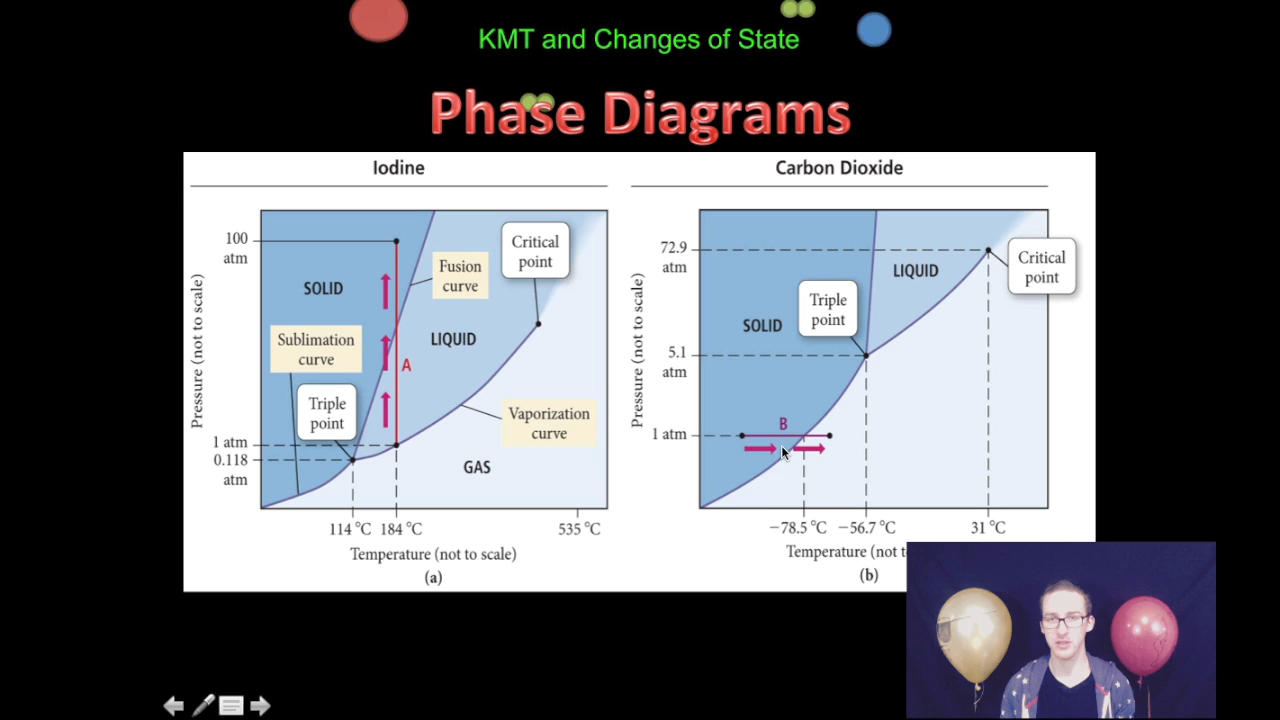 KMT and Changes of State
Phase Diagrams
Iodine
Pressure (not to scale)
100
atm
1 atm
0.118
atm
SOLID
Sublimation
curve
Triple
point
A
Fusion
curve
LIQUID
Critical
point
Vaporization
curve
GAS
114 °C 184 °C 535 °C
Temperature (not to scale)
(a)
Carbon Dioxide
Pressure (not to scale)
72.9
atm
5.1
atm
1 atm
SOLID
Triple
point
LIQUID
Critical
point
B
−78.5 °C −56.7 °C 31 °C
Temperature (not t
(b)